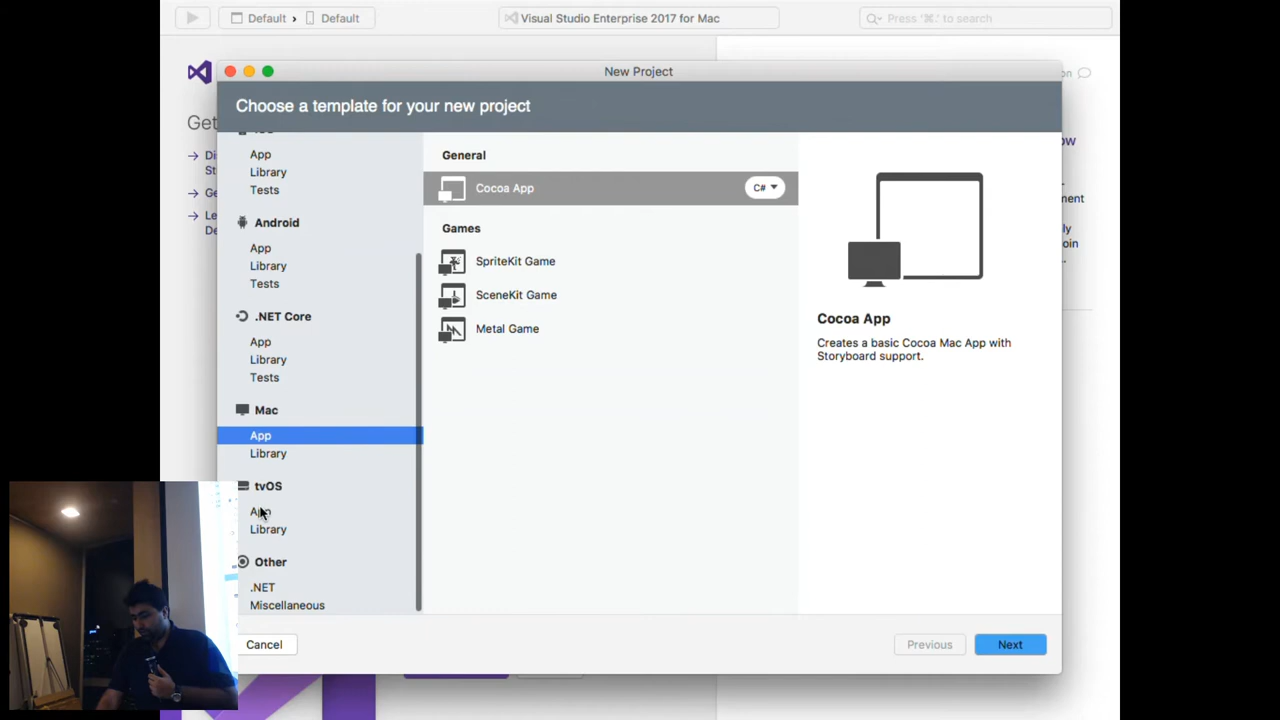 Default › Default
Visual Studio Enterprise 2017 for Mac
Press '⌘.' to search
New Project
Get
Choose a template for your new project
App
Library
Tests
Android
App
Library
Tests
.NET Core
App
Library
Tests
Mac
App
Library
tvOS
App
Library
Other
.NET
Miscellaneous
General
Cocoa App
C#
Games
SpriteKit Game
SceneKit Game
Metal Game
Cocoa App
Creates a basic Cocoa Mac App with
Storyboard support.
Cancel
Previous
Next